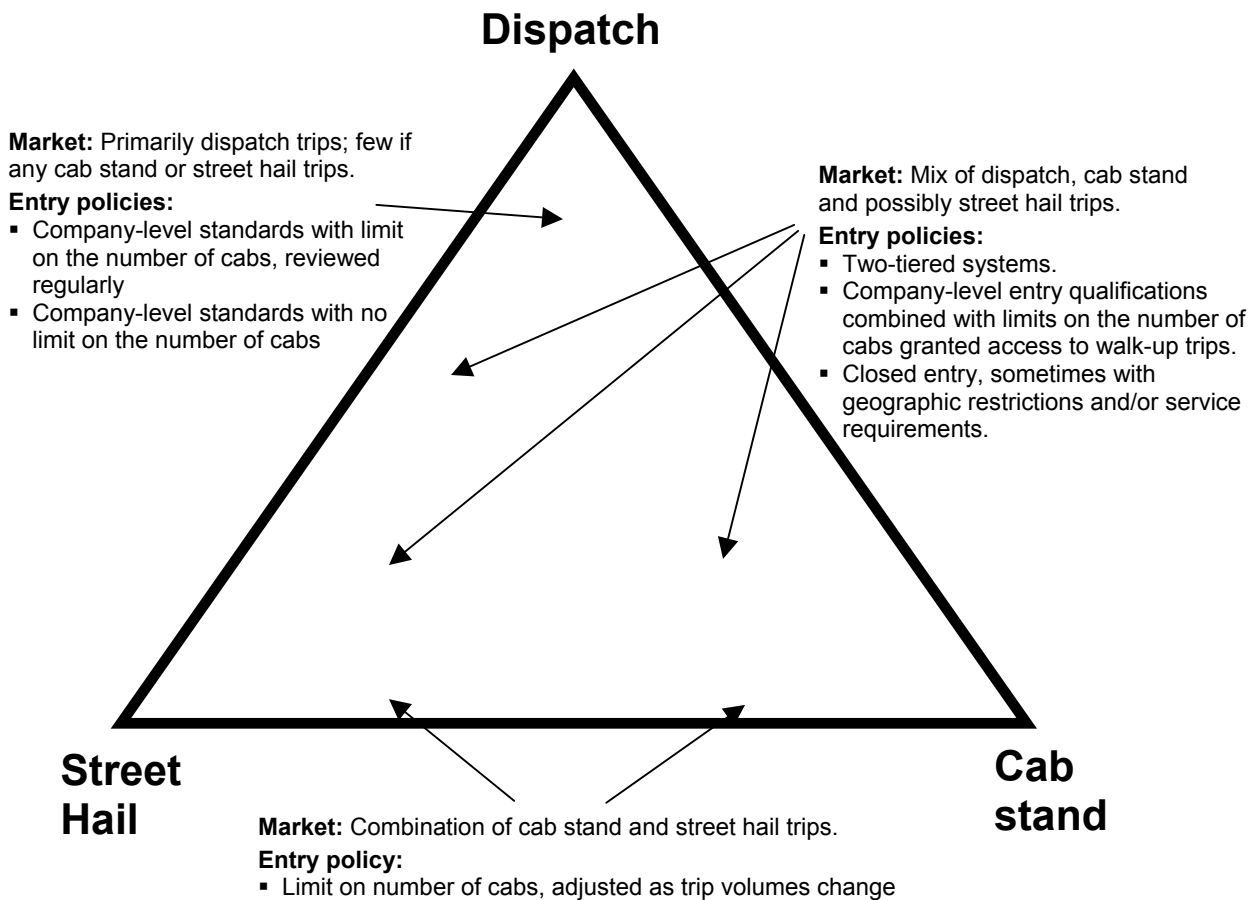 Dispatch
Market: Primarily dispatch trips; few if
any cab stand or street hail trips.
Entry policies:
▪ Company-level standards with limit
on the number of cabs, reviewed
regularly
▪ Company-level standards with no
limit on the number of cabs
Market: Mix of dispatch, cab stand
and possibly street hail trips.
Entry policies:
▪ Two-tiered systems.
▪ Company-level entry qualifications
combined with limits on the number of
cabs granted access to walk-up trips.
▪ Closed entry, sometimes with
geographic restrictions and/or service
requirements.
Street
Hail
Cab
stand
Market: Combination of cab stand and street hail trips.
Entry policy:
▪ Limit on number of cabs, adjusted as trip volumes change